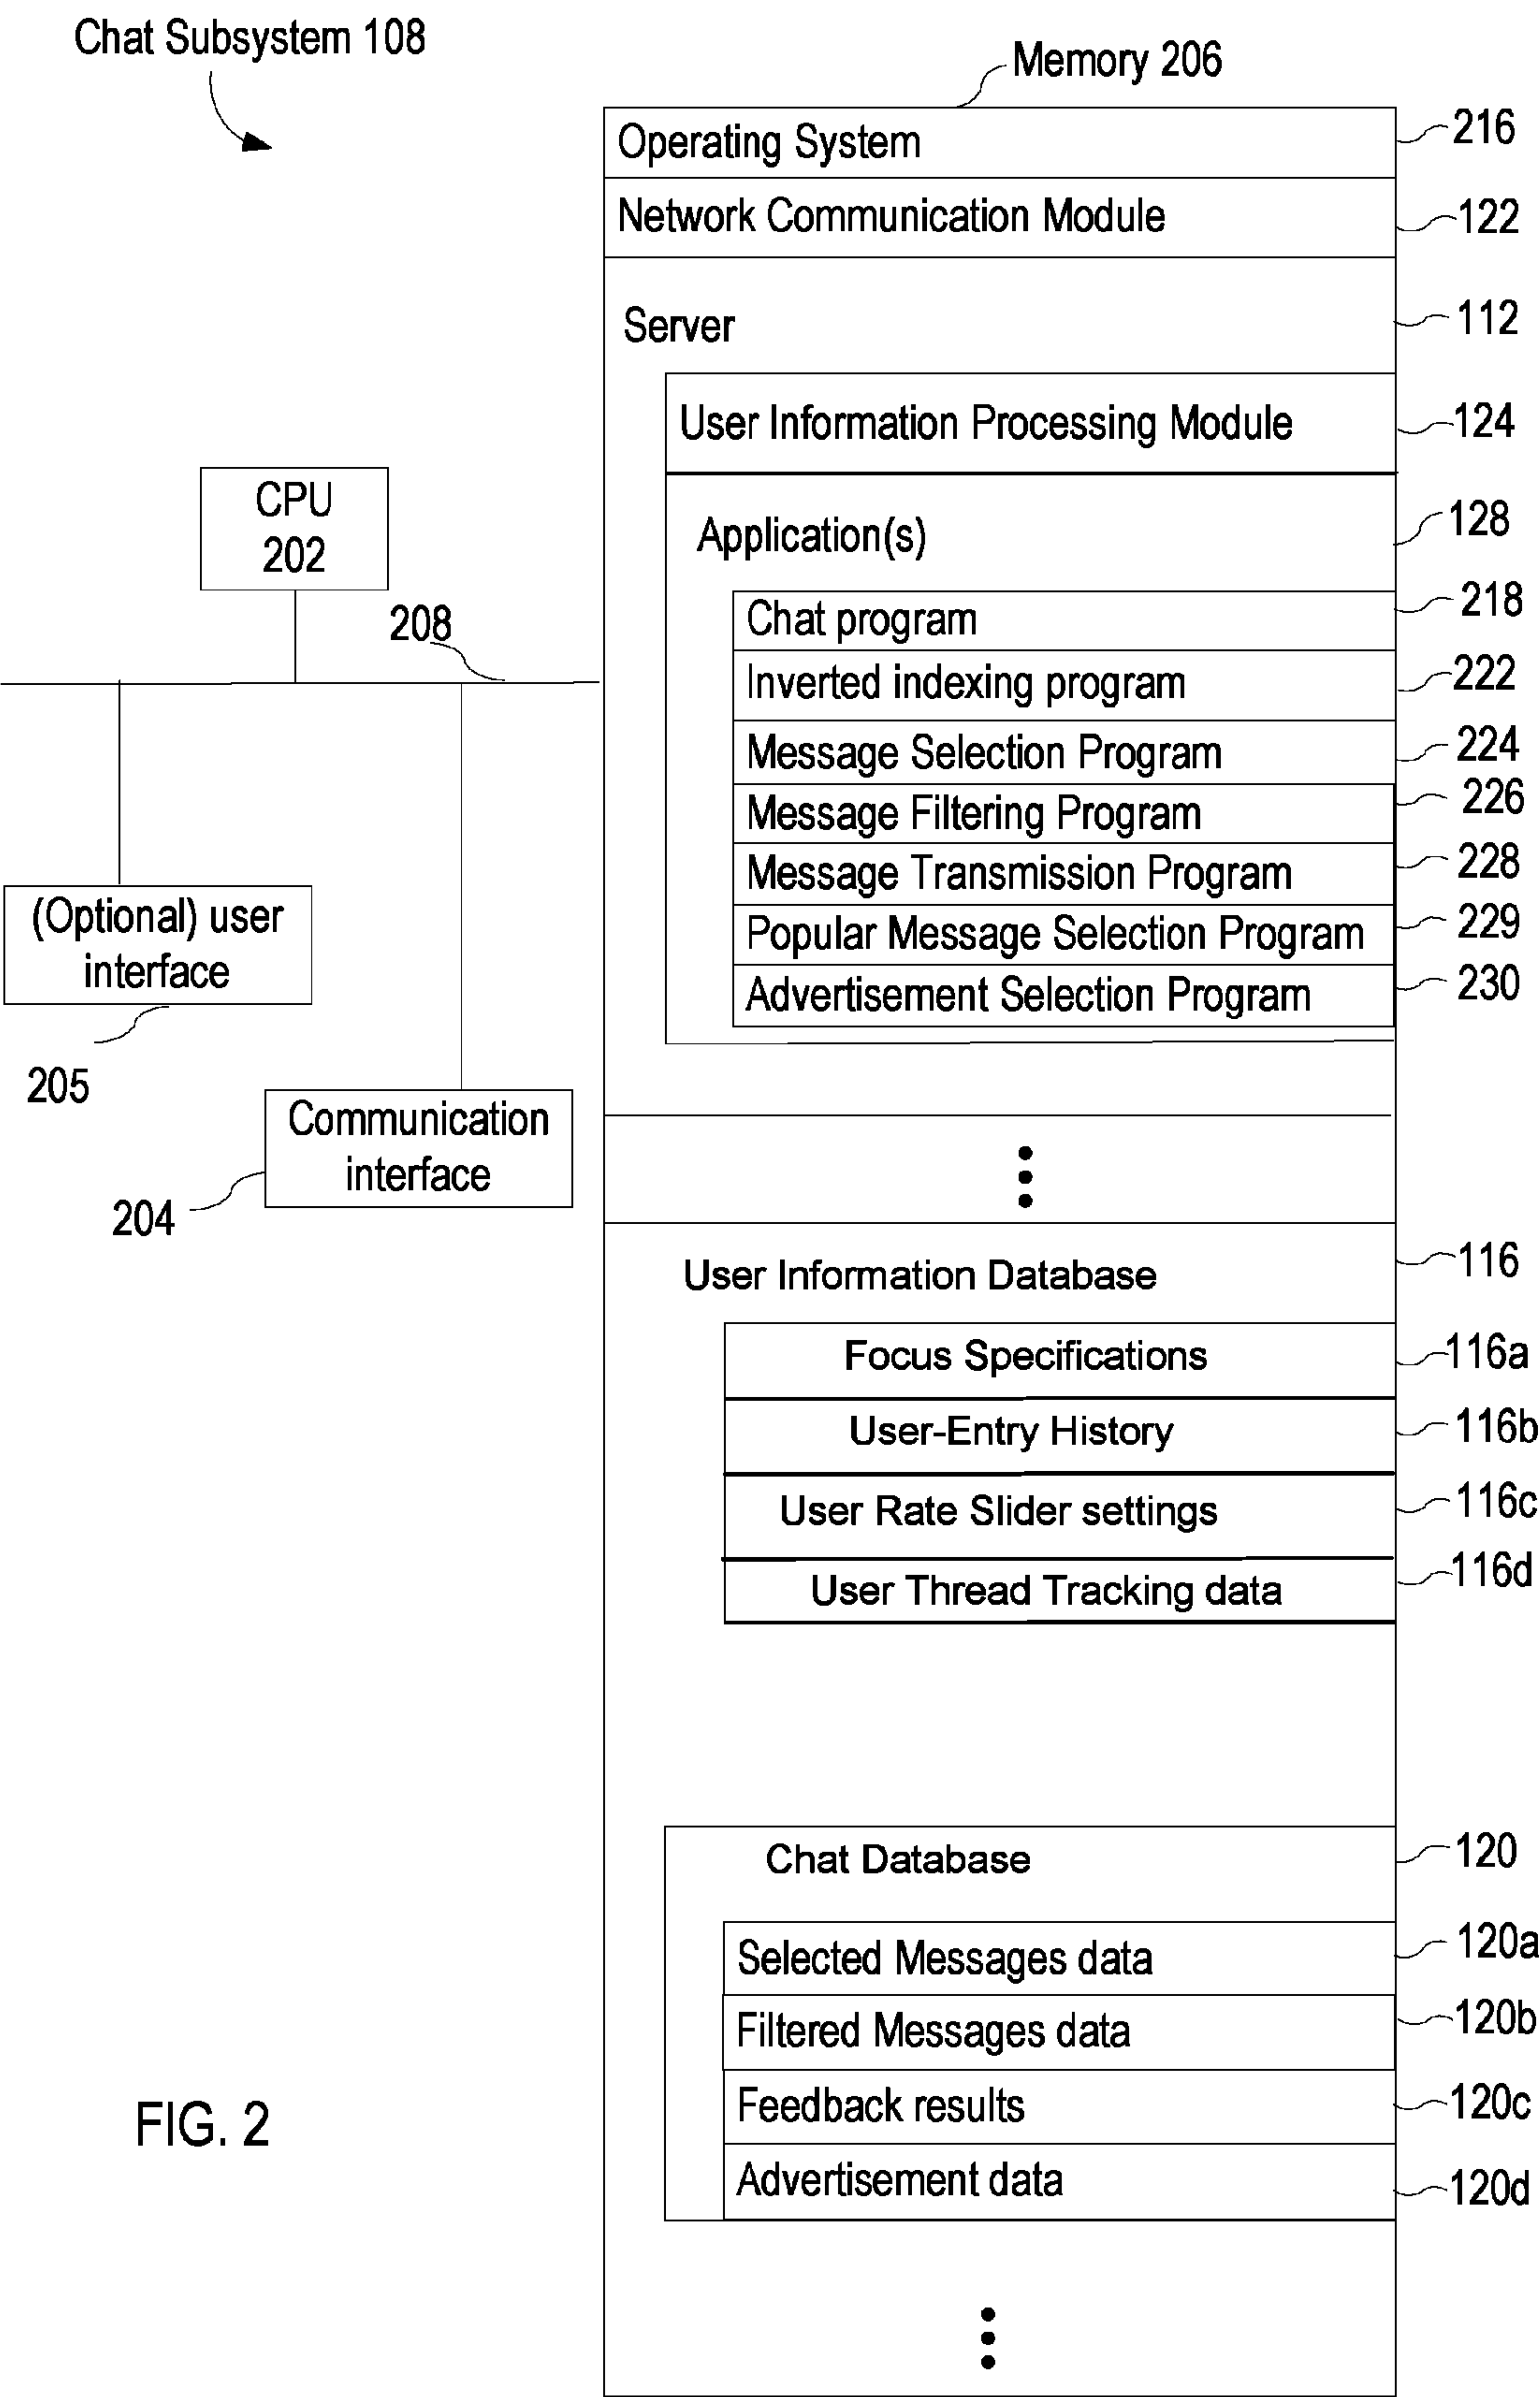 Chat Subsystem 108
Memory 206
Operating System
216
Network Communication Module
122
Server
112
User Information Processing Module
124
Application(s)
128
Chat program
218
Inverted indexing program
222
Message Selection Program
224
Message Filtering Program
226
Message Transmission Program
228
Popular Message Selection Program
229
Advertisement Selection Program
230
CPU
202
208
(Optional) user
interface
205
Communication
interface
204
User Information Database
116
Focus Specifications
116a
User-Entry History
116b
User Rate Slider settings
116c
User Thread Tracking data
116d
Chat Database
120
Selected Messages data
120a
Filtered Messages data
120b
Feedback results
120c
Advertisement data
120d
FIG. 2